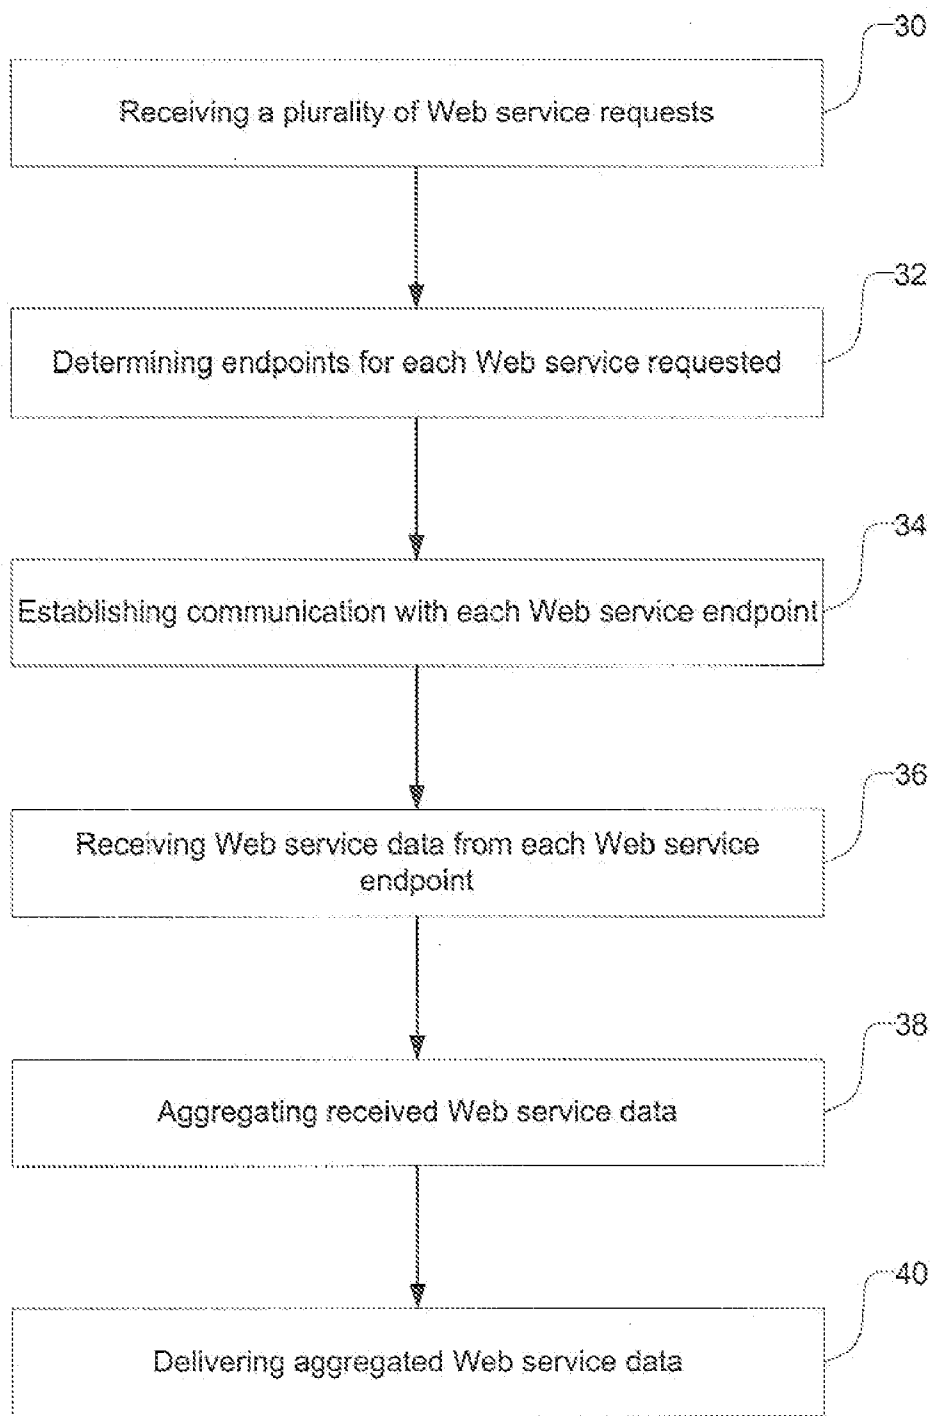 30
Receiving a plurality of Web service requests
32
Determining endpoints for each Web service requested
34
Establishing communication with each Web service endpoint
36
Receiving Web service data from each Web service
endpoint
38
Aggregating received Web service data
40
Delivering aggregated Web service data